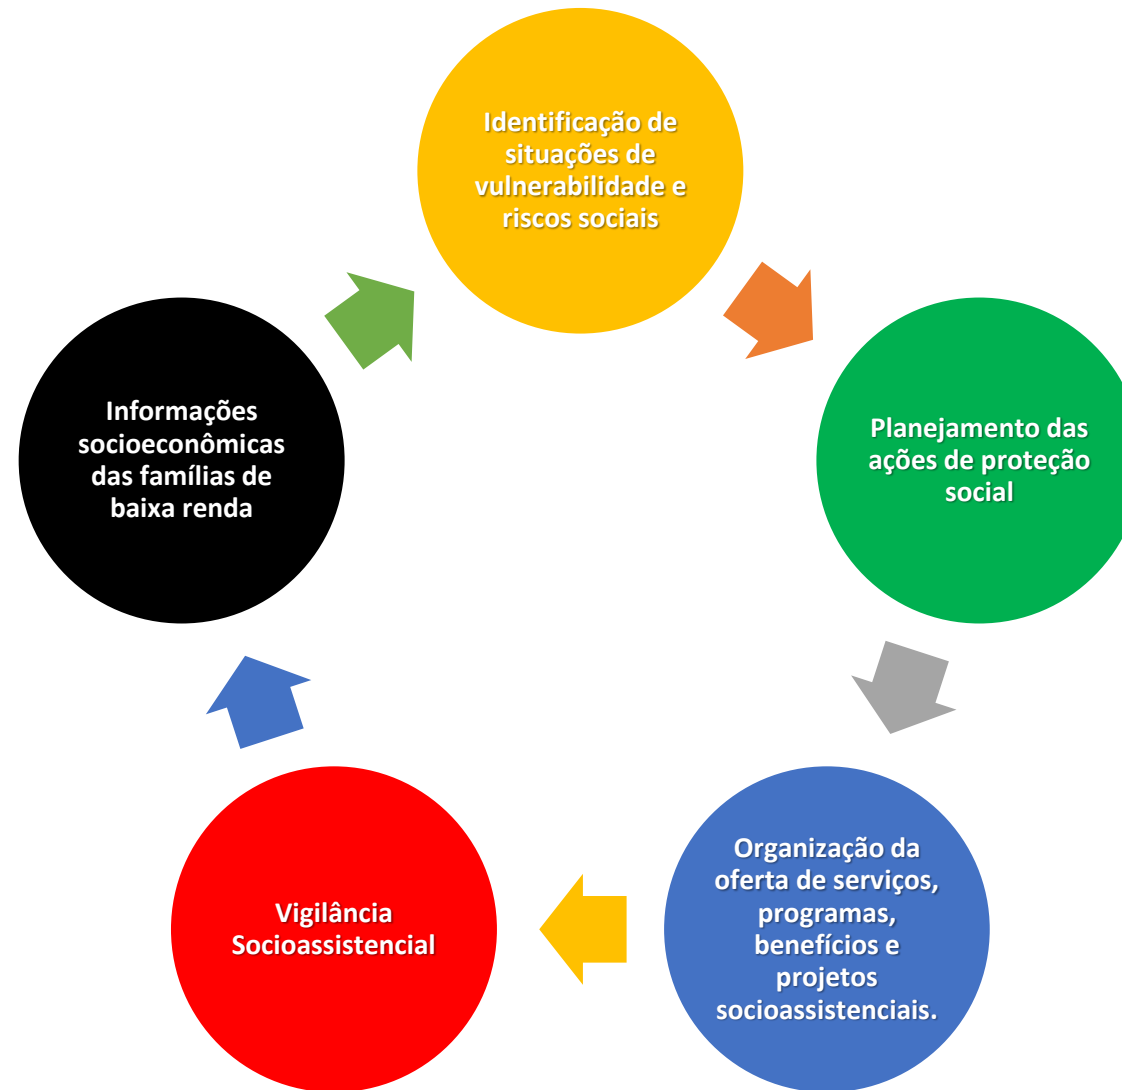 Identificação de
situações de
vulnerabilidade e
riscos sociais
Planejamento das
ações de proteção
social
Organização da
oferta de serviços,
programas,
benefícios e
projetos
socioassistenciais.
Vigilância
Socioassistencial
Informações
socioeconômicas
das famílias de
baixa renda